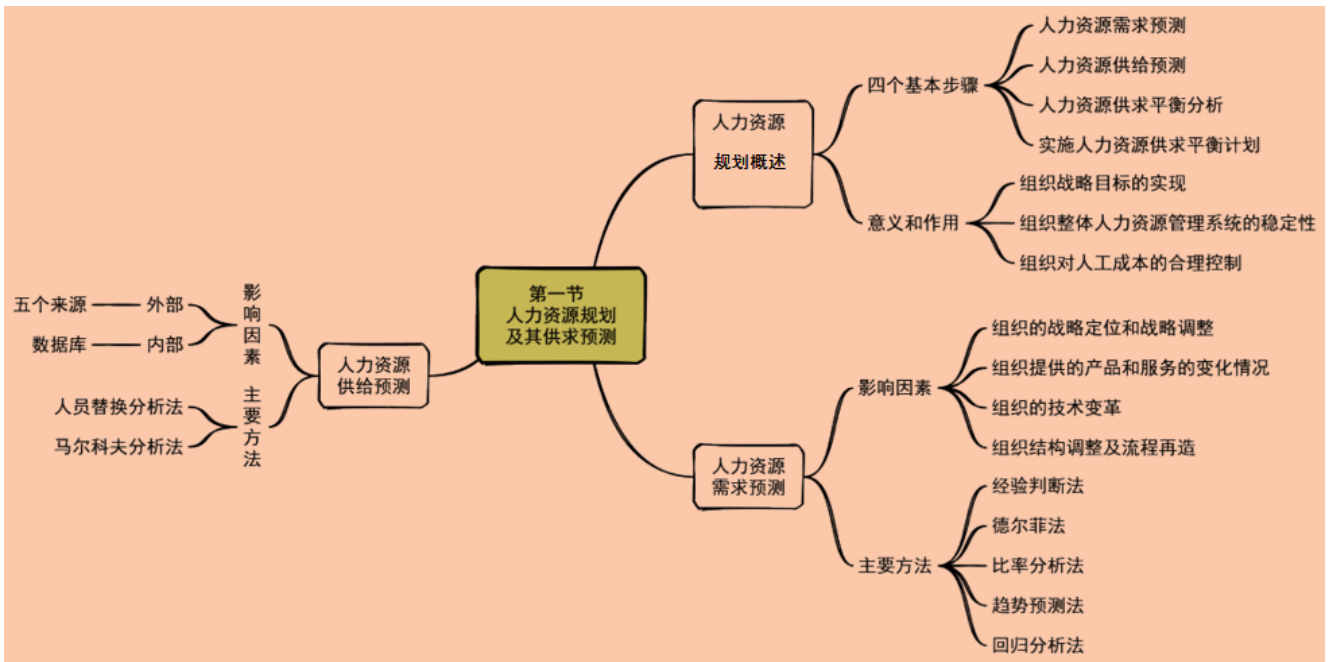 第一节
人力资源规划
及其供求预测
人力资源
规划概述
四个基本步骤
人力资源需求预测
人力资源供给预测
人力资源供求平衡分析
实施人力资源供求平衡计划
意义和作用
组织战略目标的实现
组织整体人力资源管理系统的稳定性
组织对人工成本的合理控制
人力资源
需求预测
影响因素
组织的战略定位和战略调整
组织提供的产品和服务的变化情况
组织的技术变革
组织结构调整及流程再造
主要方法
经验判断法
德尔菲法
比率分析法
趋势预测法
回归分析法
人力资源
供给预测
影响因素
外部
五个来源
内部
数据库
主要方法
人员替换分析法
马尔科夫分析法